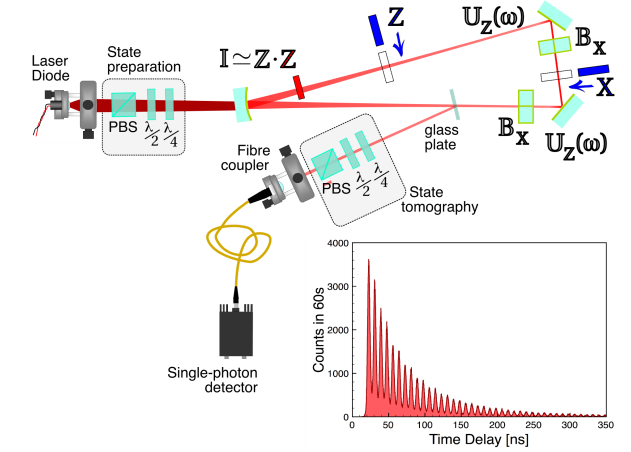 Laser
Diode
State
preparation
PBS
λ/2
λ/4
𝕀 ≃ Z · Z
Z
U_Z(ω)
B_X
X
B_X
U_Z(ω)
glass
plate
Fibre
coupler
PBS
λ/2
λ/4
State
tomography
Single-photon
detector
Counts in 60s
4000
3000
2000
1000
0
0
50
100
150
200
250
300
350
Time Delay [ns]